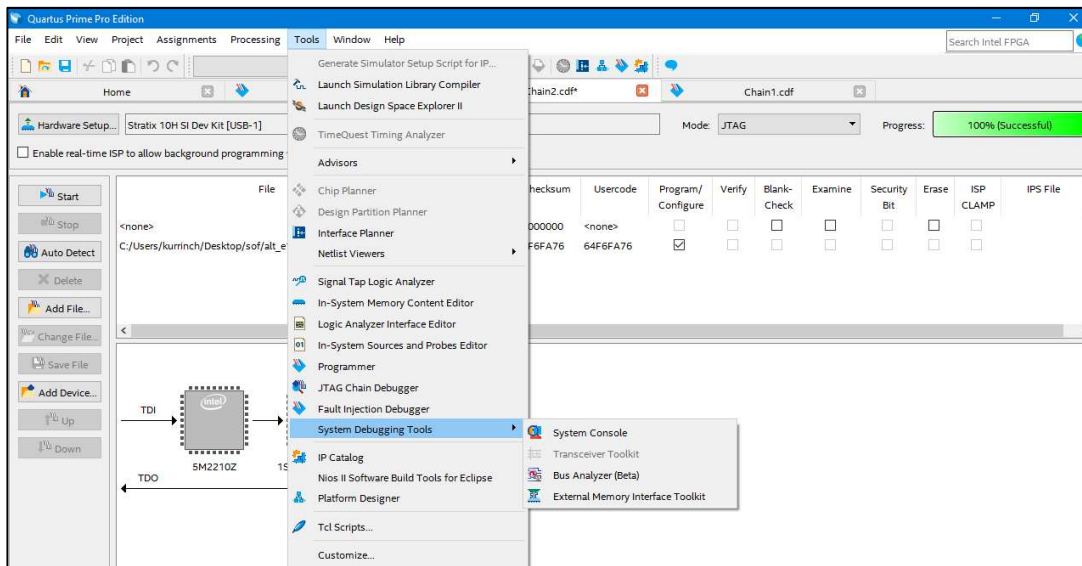 Quartus Prime Pro Edition
File Edit View Project Assignments Processing Tools Window Help
Search Intel FPGA
Home Chain2.cdf* Chain1.cdf
Hardware Setup... Stratix 10H SI Dev Kit [USB-1] Mode: JTAG Progress: 100% (Successful)
Enable real-time ISP to allow background programming
Start
Stop
Auto Detect
Delete
Add File...
Change File...
Save File
Add Device...
Up
Down
File hecksum Usercode Program/ Verify Blank- Examine Security Erase ISP IPS File
Configure Check Bit CLAMP
<none> 000000 <none>
C:/Users/kurrinch/Desktop/sof/alt_e F6FA76 64F6FA76
TDI
intel
5M2210Z 1S
TDO
Generate Simulator Setup Script for IP...
Launch Simulation Library Compiler
Launch Design Space Explorer II
TimeQuest Timing Analyzer
Advisors
Chip Planner
Design Partition Planner
Interface Planner
Netlist Viewers
Signal Tap Logic Analyzer
In-System Memory Content Editor
Logic Analyzer Interface Editor
In-System Sources and Probes Editor
Programmer
JTAG Chain Debugger
Fault Injection Debugger
System Debugging Tools
IP Catalog
Nios II Software Build Tools for Eclipse
Platform Designer
Tcl Scripts...
Customize...
System Console
Transceiver Toolkit
Bus Analyzer (Beta)
External Memory Interface Toolkit